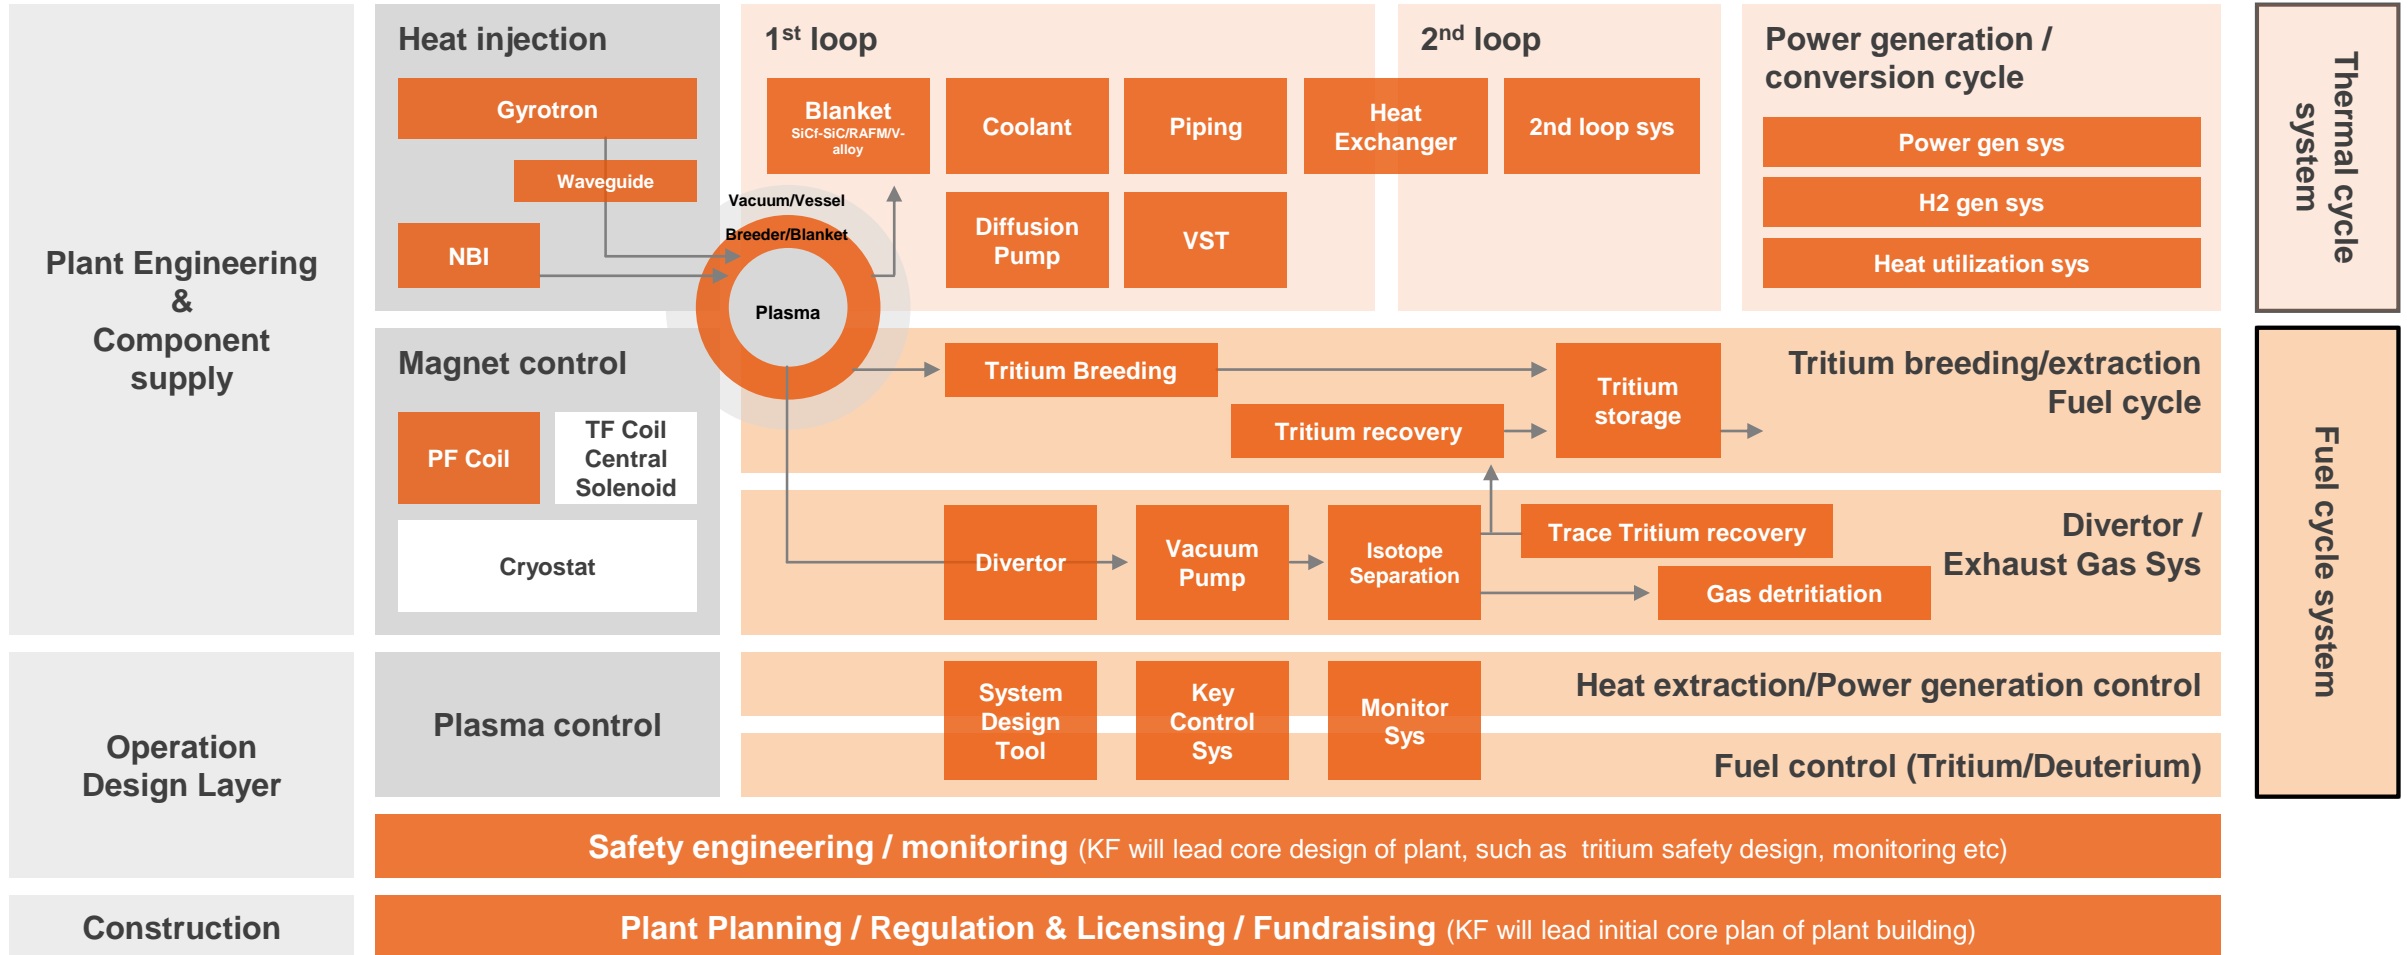 Plant Engineering
&
Component
supply
Heat injection
Gyrotron
Waveguide
NBI
1st loop
Blanket
SiCf-SiC/RAFM/V-
alloy
Coolant
Piping
Heat
Exchanger
Diffusion
Pump
VST
2nd loop
2nd loop sys
Power generation /
conversion cycle
Power gen sys
H2 gen sys
Heat utilization sys
Thermal cycle
system
Vacuum/Vessel
Breeder/Blanket
Plasma
Magnet control
PF Coil
TF Coil
Central
Solenoid
Cryostat
Tritium Breeding
Tritium recovery
Tritium
storage
Tritium breeding/extraction
Fuel cycle
Divertor
Vacuum
Pump
Isotope
Separation
Trace Tritium recovery
Gas detritiation
Divertor /
Exhaust Gas Sys
Fuel cycle system
Operation
Design Layer
Plasma control
System
Design
Tool
Key
Control
Sys
Monitor
Sys
Heat extraction/Power generation control
Fuel control (Tritium/Deuterium)
Safety engineering / monitoring (KF will lead core design of plant, such as  tritium safety design, monitoring etc)
Construction
Plant Planning / Regulation & Licensing / Fundraising (KF will lead initial core plan of plant building)